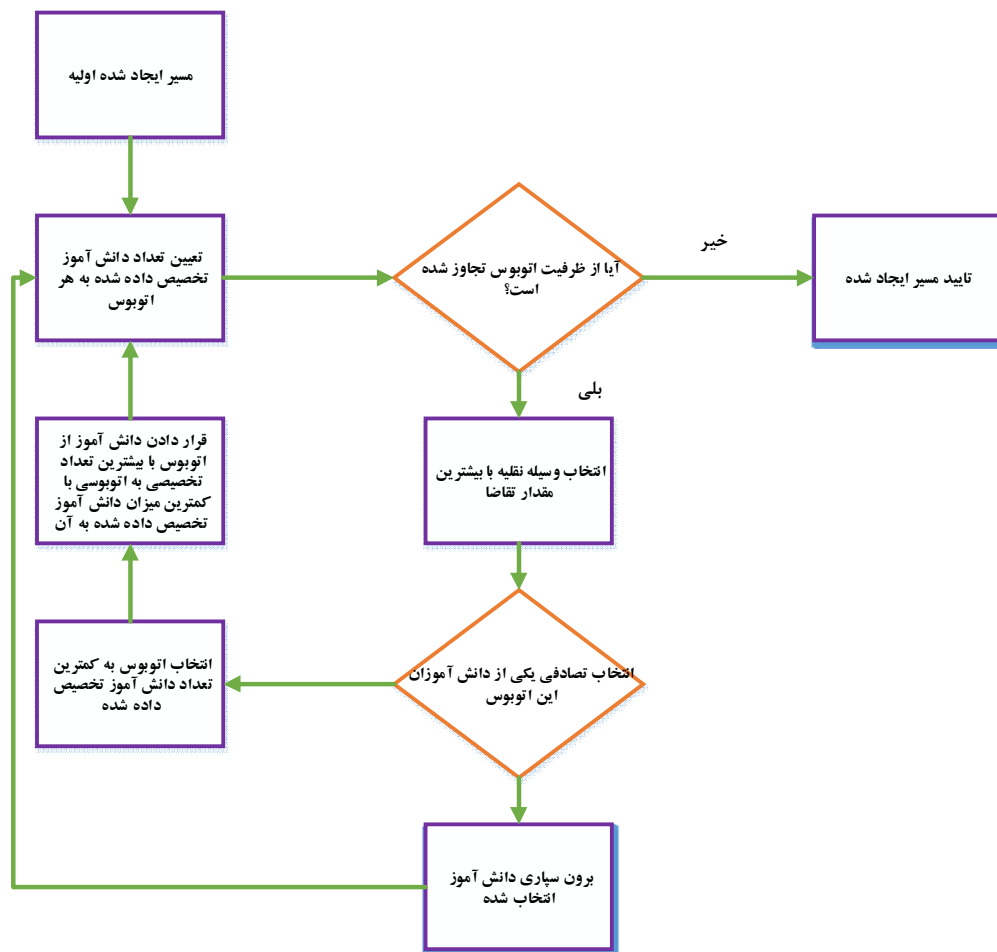 مسیر ایجاد شده اولیه
تعیین تعداد دانش آموز
تخصیص داده شده به هر
اتوبوس
آیا از ظرفیت اتوبوس تجاوز شده
است؟
خیر
تایید مسیر ایجاد شده
بلی
انتخاب وسیله نقلیه با بیشترین
مقدار تقاضا
قرار دادن دانش آموز از
اتوبوس با بیشترین تعداد
تخصیصی به اتوبوسی با
کمترین میزان دانش آموز
تخصیص داده شده به آن
انتخاب تصادفی یکی از دانش آموزان
این اتوبوس
انتخاب اتوبوس به کمترین
تعداد دانش آموز تخصیص
داده شده
برون سپاری دانش آموز
انتخاب شده